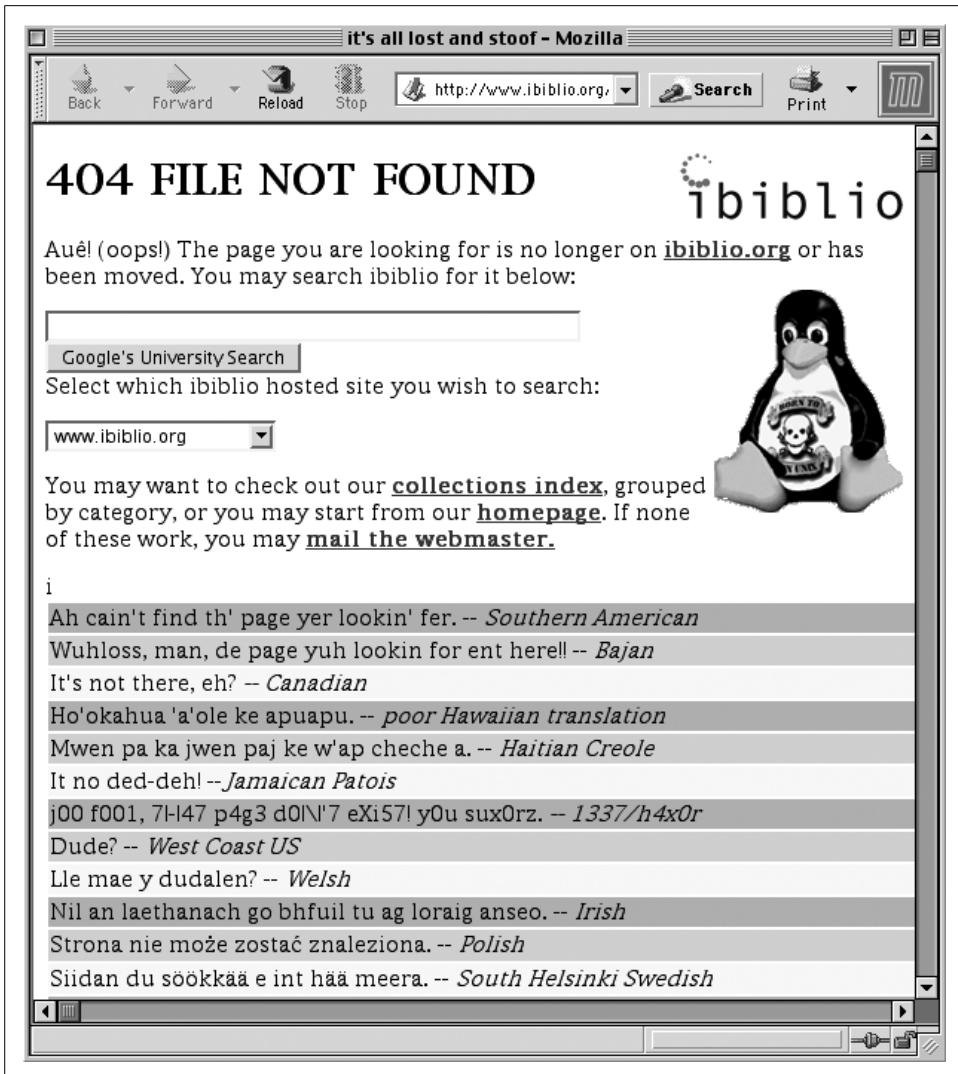 it's all lost and stoof – Mozilla
Back Forward Reload Stop http://www.ibiblio.org/ Search Print
404 FILE NOT FOUND
ibiblio
Auê! (oops!) The page you are looking for is no longer on ibiblio.org or has
been moved. You may search ibiblio for it below:
Google's University Search
Select which ibiblio hosted site you wish to search:
www.ibiblio.org
BORN TO
UNIX
You may want to check out our collections index, grouped
by category, or you may start from our homepage. If none
of these work, you may mail the webmaster.
i
Ah cain't find th' page yer lookin' fer. -- Southern American
Wuhloss, man, de page yuh lookin for ent here!! -- Bajan
It's not there, eh? -- Canadian
Ho'okahua 'a'ole ke apuapu. -- poor Hawaiian translation
Mwen pa ka jwen paj ke w'ap cheche a. -- Haitian Creole
It no ded-deh! -- Jamaican Patois
j00 f001, 7|-|47 p4g3 d0|\|'7 eXi57! y0u sux0rz. -- 1337/h4x0r
Dude? -- West Coast US
Lle mae y dudalen? -- Welsh
Nil an laethanach go bhfuil tu ag loraig anseo. -- Irish
Strona nie może zostać znaleziona. -- Polish
Siidan du söökkää e int hää meera. -- South Helsinki Swedish